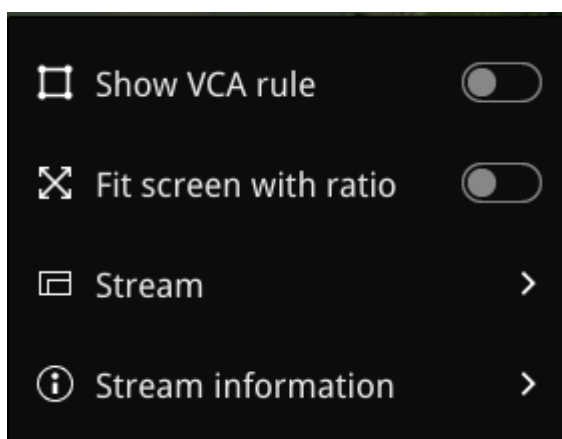 Show VCA rule
Fit screen with ratio
Stream
Stream information